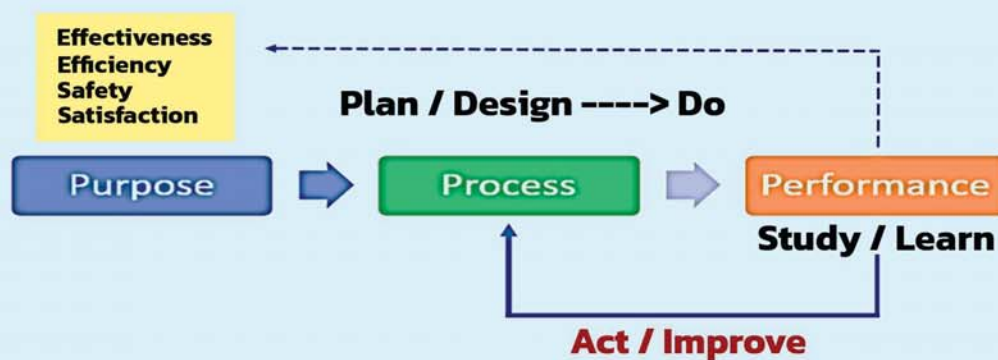 Effectiveness
Efficiency
Safety
Satisfaction
Plan / Design ----> Do
Purpose
Process
Performance
Study / Learn
Act / Improve